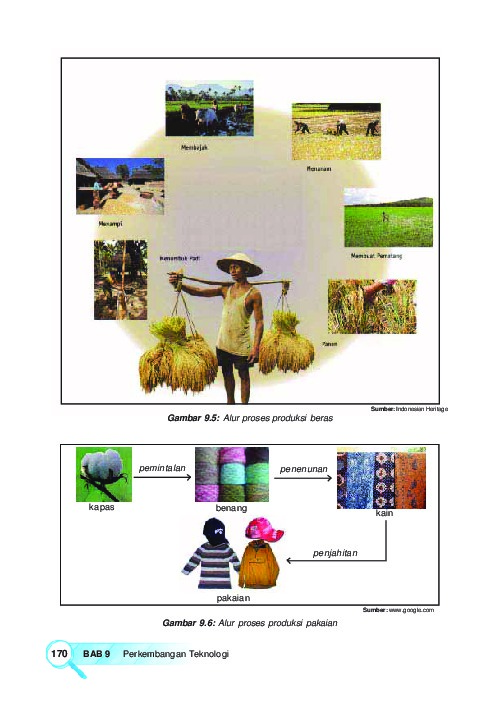 Membajak
Menanam
Menampi
Membuat Pematang
Menumbuk Padi
Panen
Sumber: Indonesian Heritage
Gambar 9.5: Alur proses produksi beras
pemintalan
penenunan
kapas
benang
kain
penjahitan
pakaian
Sumber: www.google.com
Gambar 9.6: Alur proses produksi pakaian
170 BAB 9 Perkembangan Teknologi